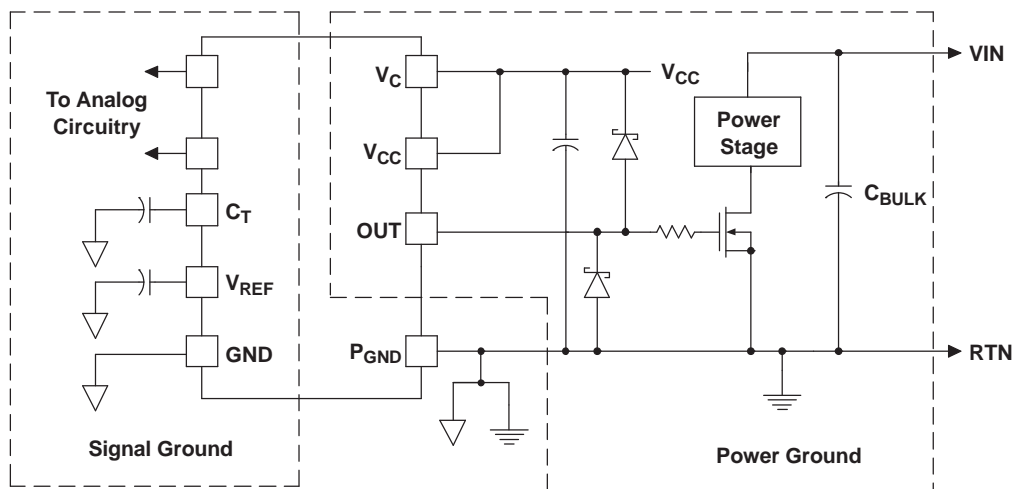 VIN
V_C
V_CC
To Analog
Circuitry
Power
Stage
V_CC
C_T
C_BULK
OUT
V_REF
GND
P_GND
RTN
Signal Ground
Power Ground